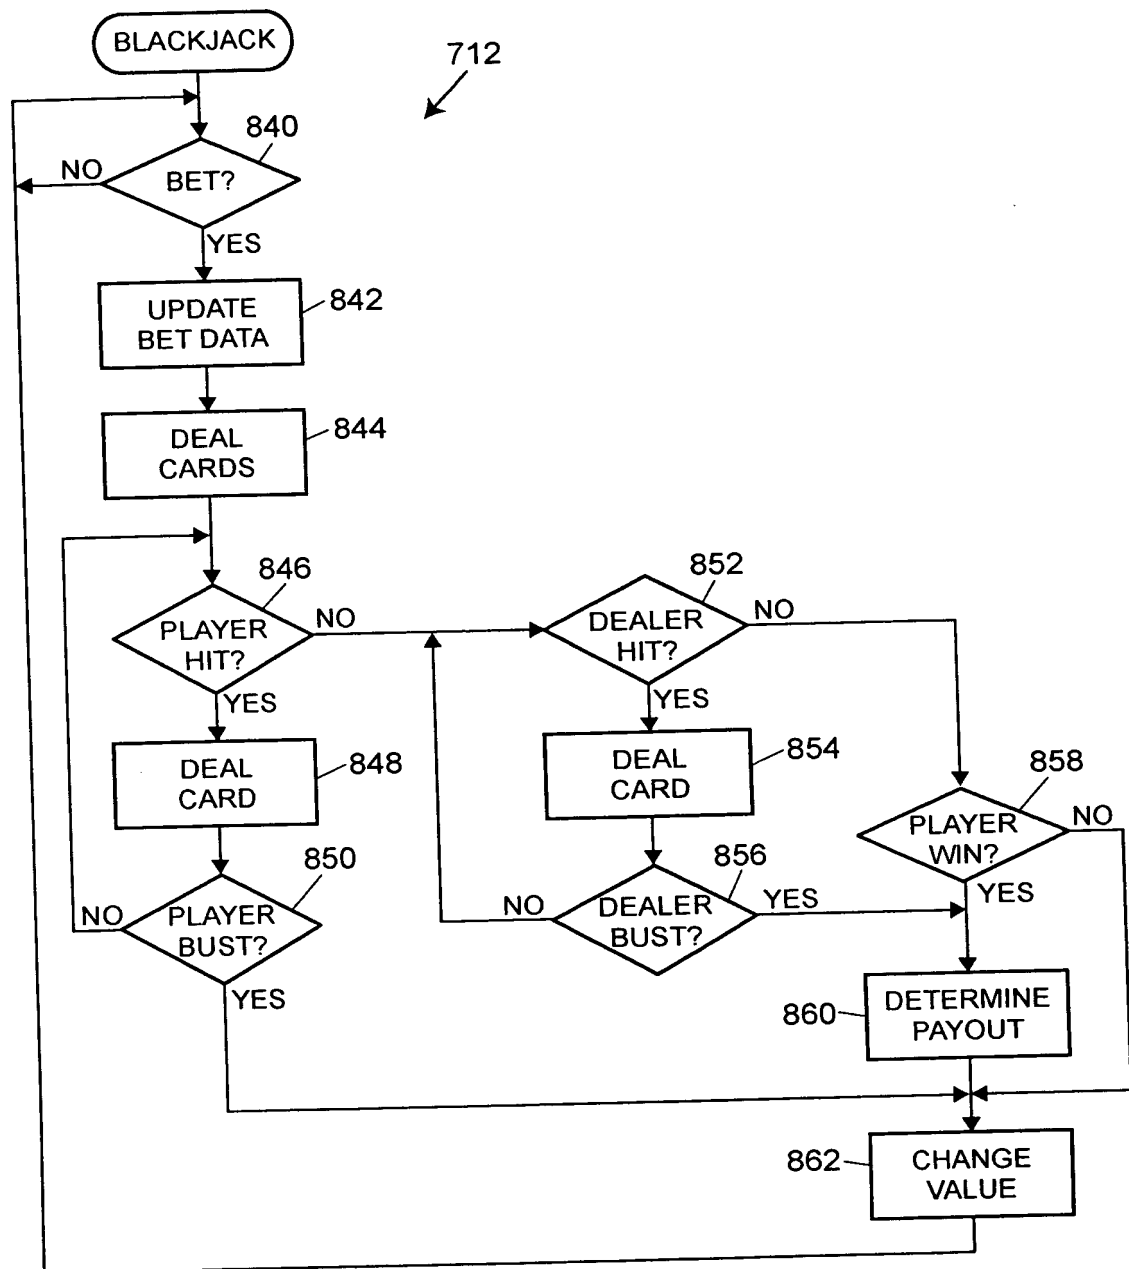 BLACKJACK
712
840
NO
BET?
YES
UPDATE
BET DATA
842
DEAL
CARDS
844
846
PLAYER
HIT?
NO
YES
852
DEALER
HIT?
NO
YES
DEAL
CARD
848
DEAL
CARD
854
858
PLAYER
WIN?
NO
YES
850
NO
PLAYER
BUST?
YES
856
NO
DEALER
BUST?
YES
860
DETERMINE
PAYOUT
862
CHANGE
VALUE